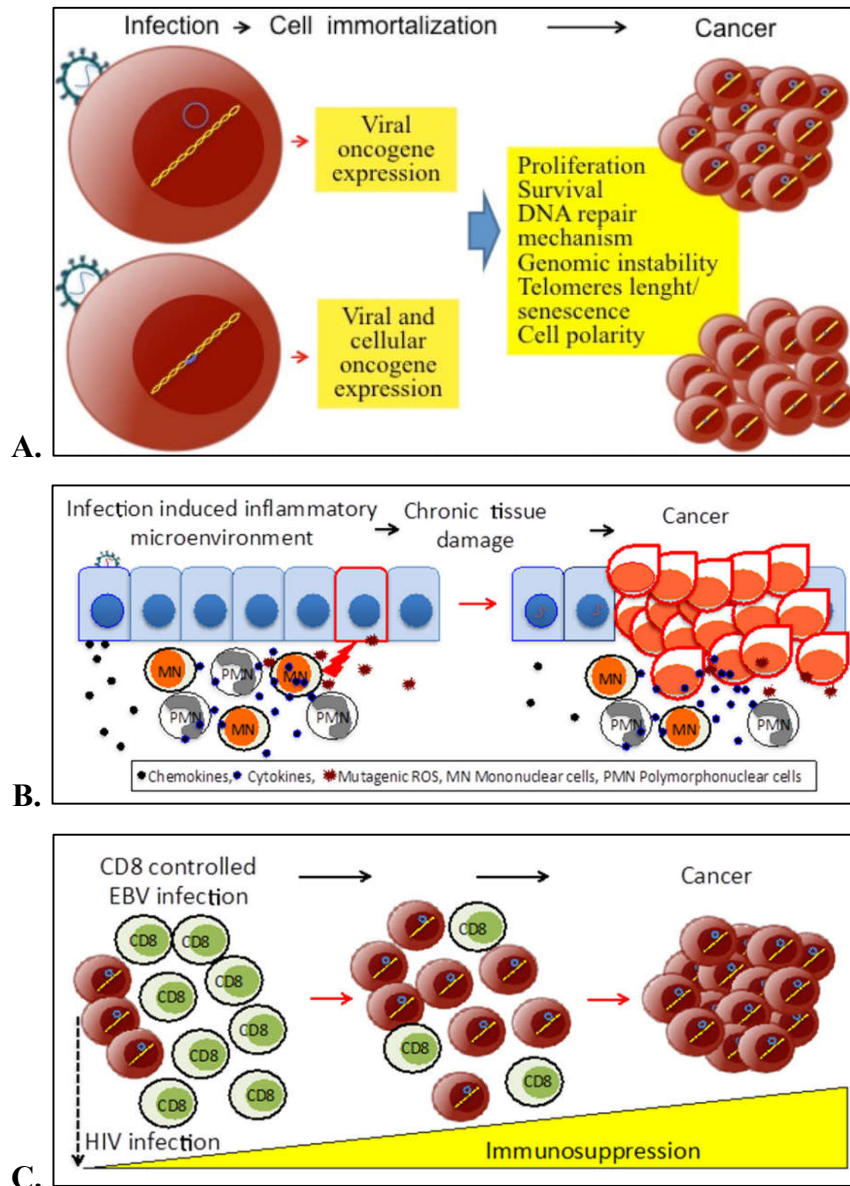 Infection → Cell immortalization → Cancer
Viral
oncogene
expression
Viral and
cellular
oncogene
expression
Proliferation
Survival
DNA repair
mechanism
Genomic instability
Telomeres lenght/
senescence
Cell polarity
A.
Infection induced inflammatory
microenvironment
Chronic tissue
damage
Cancer
MN
PMN
MN
PMN
MN
PMN
MN
PMN
MN
PMN
Chemokines, Cytokines, Mutagenic ROS, MN Mononuclear cells, PMN Polymorphonuclear cells
B.
CD8 controlled
EBV infection
Cancer
CD8
CD8
CD8
CD8
CD8
CD8
CD8
CD8
CD8
CD8
CD8
HIV infection
Immunosuppression
C.